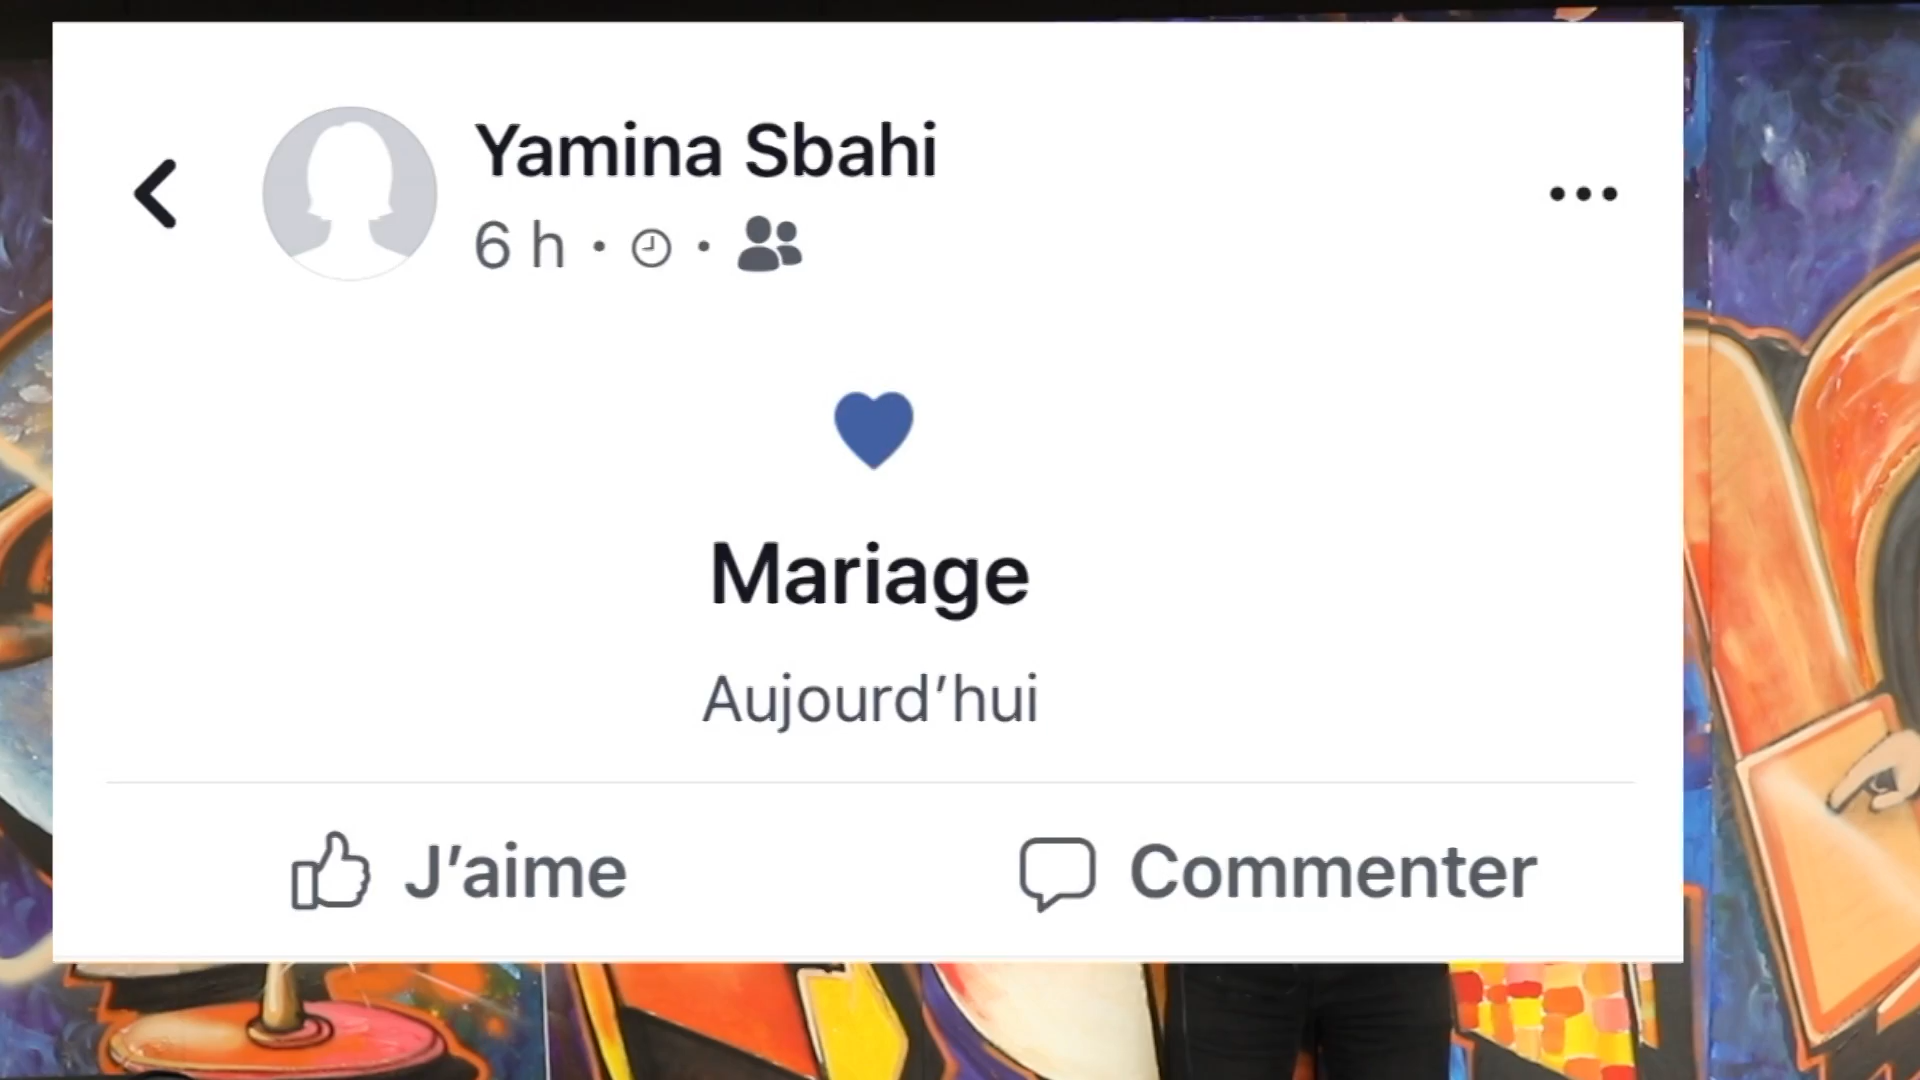 Yamina Sbahi
6 h
Mariage
Aujourd’hui
J’aime
Commenter